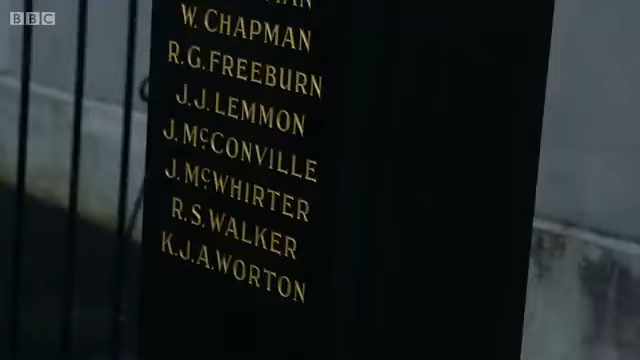 BBC
W. CHAPMAN
R.G. FREEBURN
J.J. LEMMON
J. McCONVILLE
J. McWHIRTER
R.S. WALKER
K.J.A. WORTON